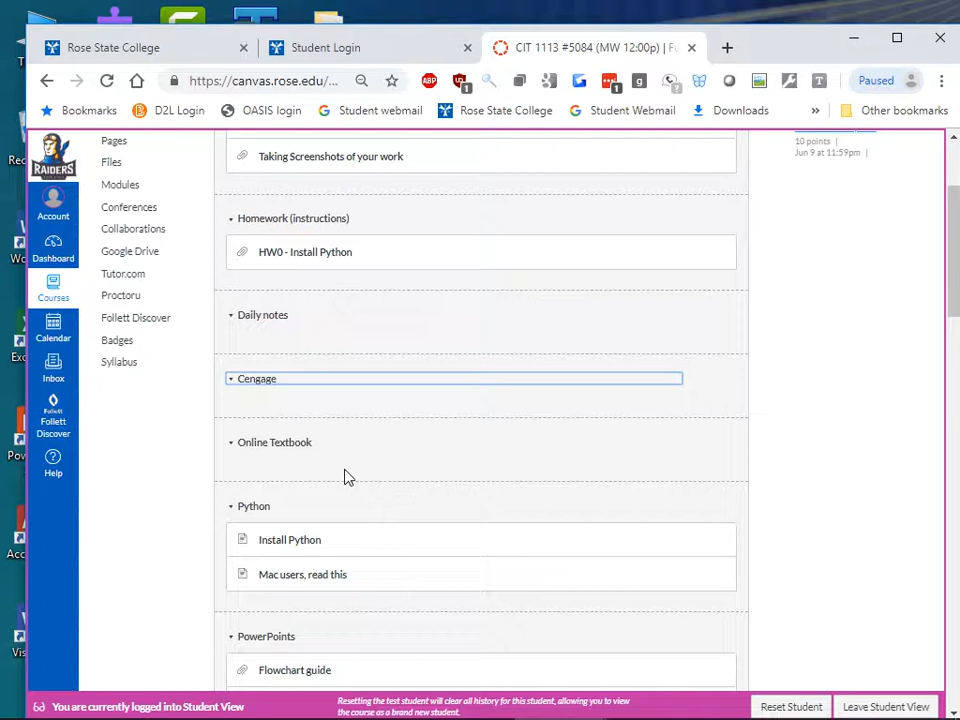 Rose State College
Student Login
CIT 1113 #5084 (MW 12:00p) | Fu
https://canvas.rose.edu/...
ABP
1
1
?
Paused
Bookmarks
D2L Login
OASIS login
Student webmail
Rose State College
Student Webmail
Downloads
Other bookmarks
RAIDERS
Account
Dashboard
Courses
Calendar
Inbox
Follett
Follett
Discover
Help
Pages
Files
Modules
Conferences
Collaborations
Google Drive
Tutor.com
Proctoru
Follett Discover
Badges
Syllabus
10 points |
Jun 9 at 11:59pm |
Taking Screenshots of your work
Homework (instructions)
HW0 - Install Python
Daily notes
Cengage
Online Textbook
Python
Install Python
Mac users, read this
PowerPoints
Flowchart guide
You are currently logged into Student View
Resetting the test student will clear all history for this student, allowing you to view
the course as a brand new student.
Reset Student
Leave Student View